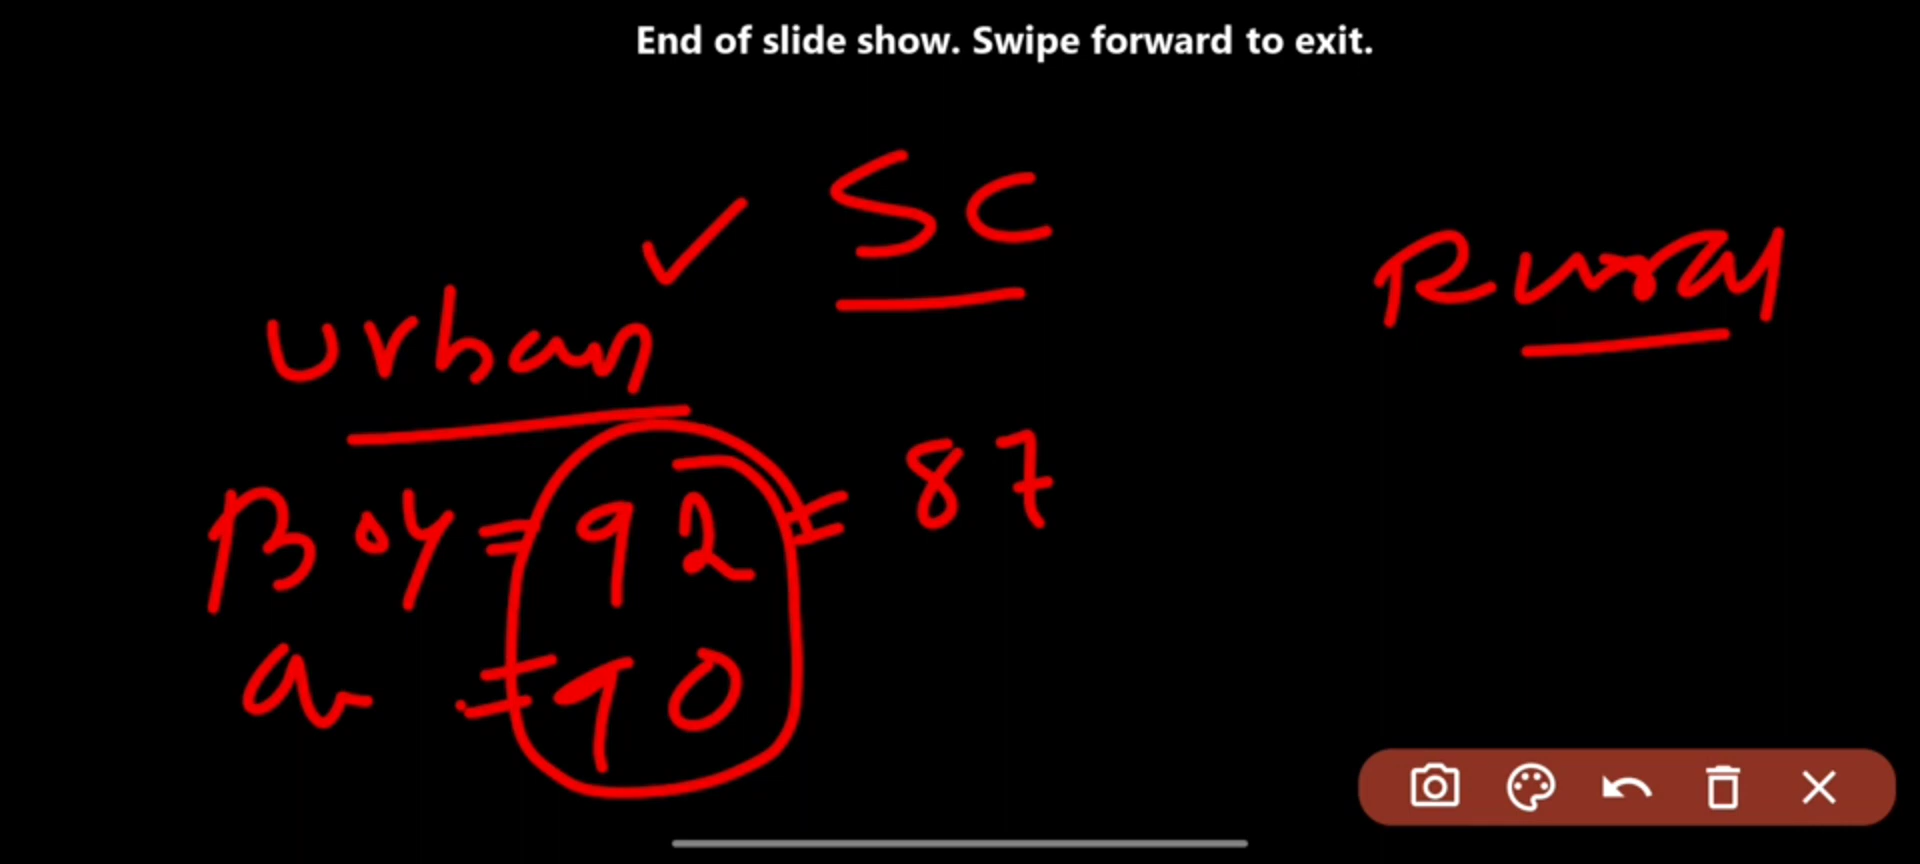 End of slide show. Swipe forward to exit.
SC
Rural
Urban
Boy = 92 = 87
= 90